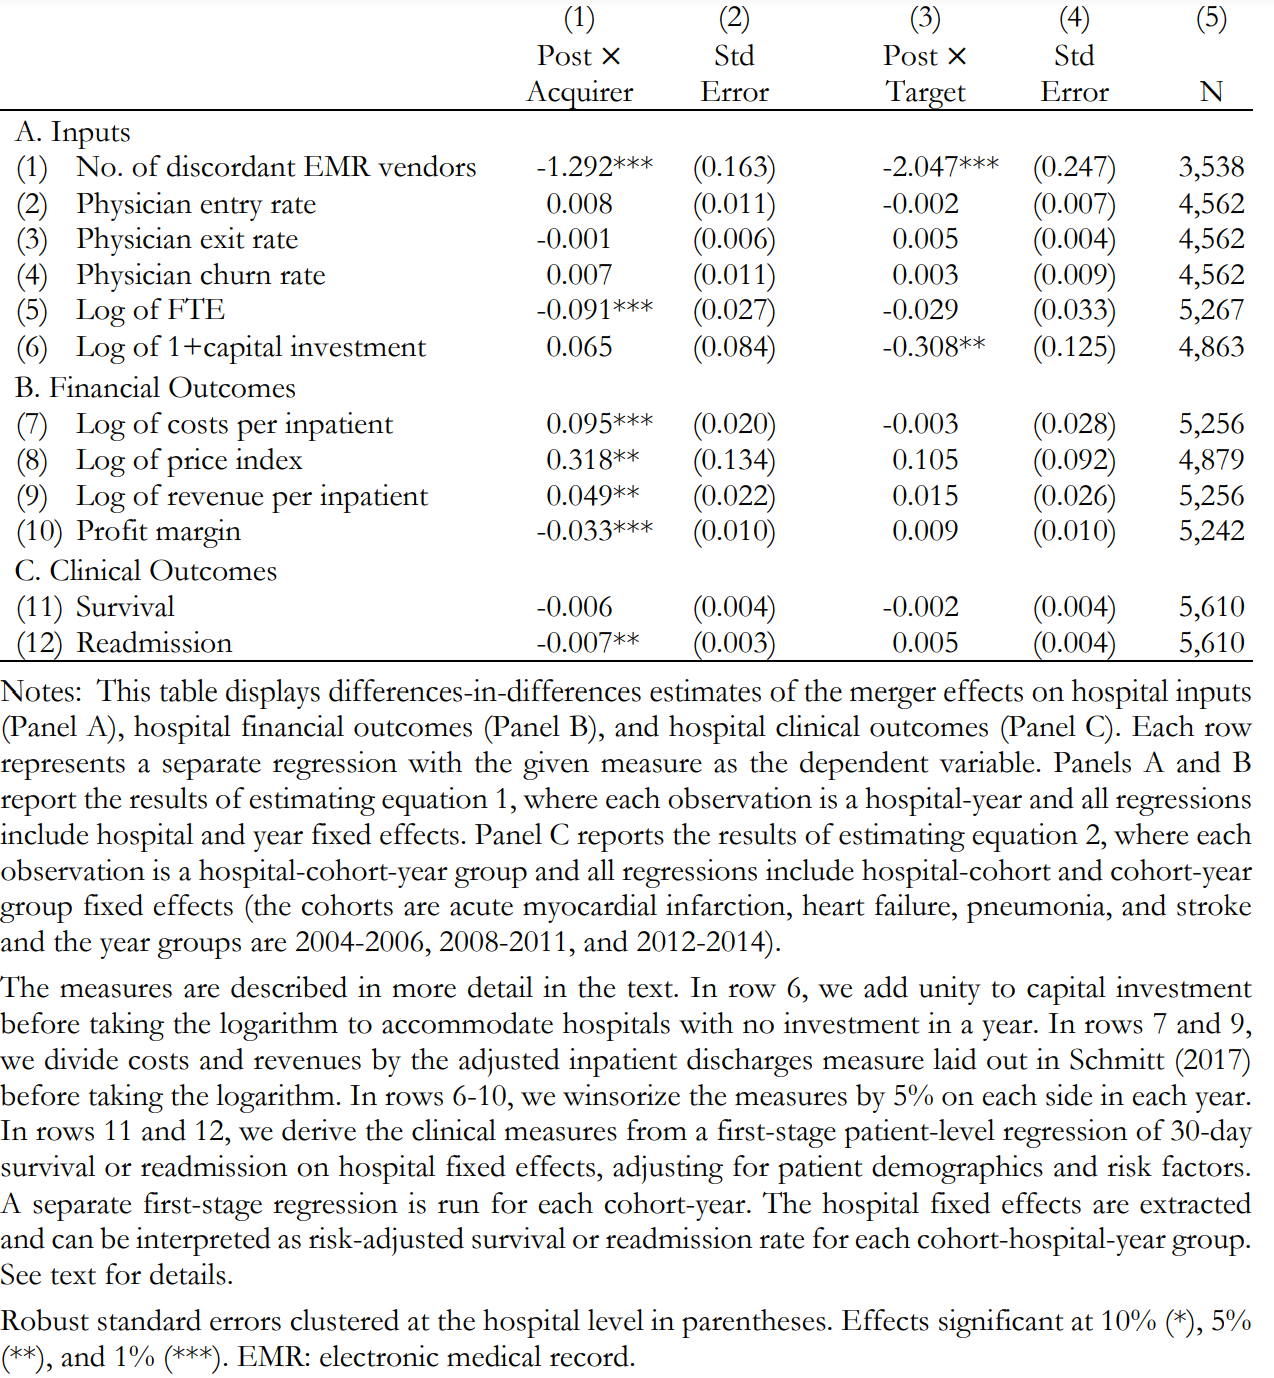 (1) (2) (3) (4) (5)
Post × Std Post × Std
Acquirer Error Target Error N
A. Inputs
(1) No. of discordant EMR vendors -1.292*** (0.163) -2.047*** (0.247) 3,538
(2) Physician entry rate 0.008 (0.011) -0.002 (0.007) 4,562
(3) Physician exit rate -0.001 (0.006) 0.005 (0.004) 4,562
(4) Physician churn rate 0.007 (0.011) 0.003 (0.009) 4,562
(5) Log of FTE -0.091*** (0.027) -0.029 (0.033) 5,267
(6) Log of 1+capital investment 0.065 (0.084) -0.308** (0.125) 4,863
B. Financial Outcomes
(7) Log of costs per inpatient 0.095*** (0.020) -0.003 (0.028) 5,256
(8) Log of price index 0.318** (0.134) 0.105 (0.092) 4,879
(9) Log of revenue per inpatient 0.049** (0.022) 0.015 (0.026) 5,256
(10) Profit margin -0.033*** (0.010) 0.009 (0.010) 5,242
C. Clinical Outcomes
(11) Survival -0.006 (0.004) -0.002 (0.004) 5,610
(12) Readmission -0.007** (0.003) 0.005 (0.004) 5,610
Notes: This table displays differences-in-differences estimates of the merger effects on hospital inputs
(Panel A), hospital financial outcomes (Panel B), and hospital clinical outcomes (Panel C). Each row
represents a separate regression with the given measure as the dependent variable. Panels A and B
report the results of estimating equation 1, where each observation is a hospital-year and all regressions
include hospital and year fixed effects. Panel C reports the results of estimating equation 2, where each
observation is a hospital-cohort-year group and all regressions include hospital-cohort and cohort-year
group fixed effects (the cohorts are acute myocardial infarction, heart failure, pneumonia, and stroke
and the year groups are 2004-2006, 2008-2011, and 2012-2014).
The measures are described in more detail in the text. In row 6, we add unity to capital investment
before taking the logarithm to accommodate hospitals with no investment in a year. In rows 7 and 9,
we divide costs and revenues by the adjusted inpatient discharges measure laid out in Schmitt (2017)
before taking the logarithm. In rows 6-10, we winsorize the measures by 5% on each side in each year.
In rows 11 and 12, we derive the clinical measures from a first-stage patient-level regression of 30-day
survival or readmission on hospital fixed effects, adjusting for patient demographics and risk factors.
A separate first-stage regression is run for each cohort-year. The hospital fixed effects are extracted
and can be interpreted as risk-adjusted survival or readmission rate for each cohort-hospital-year group.
See text for details.
Robust standard errors clustered at the hospital level in parentheses. Effects significant at 10% (*), 5%
(**), and 1% (***). EMR: electronic medical record.